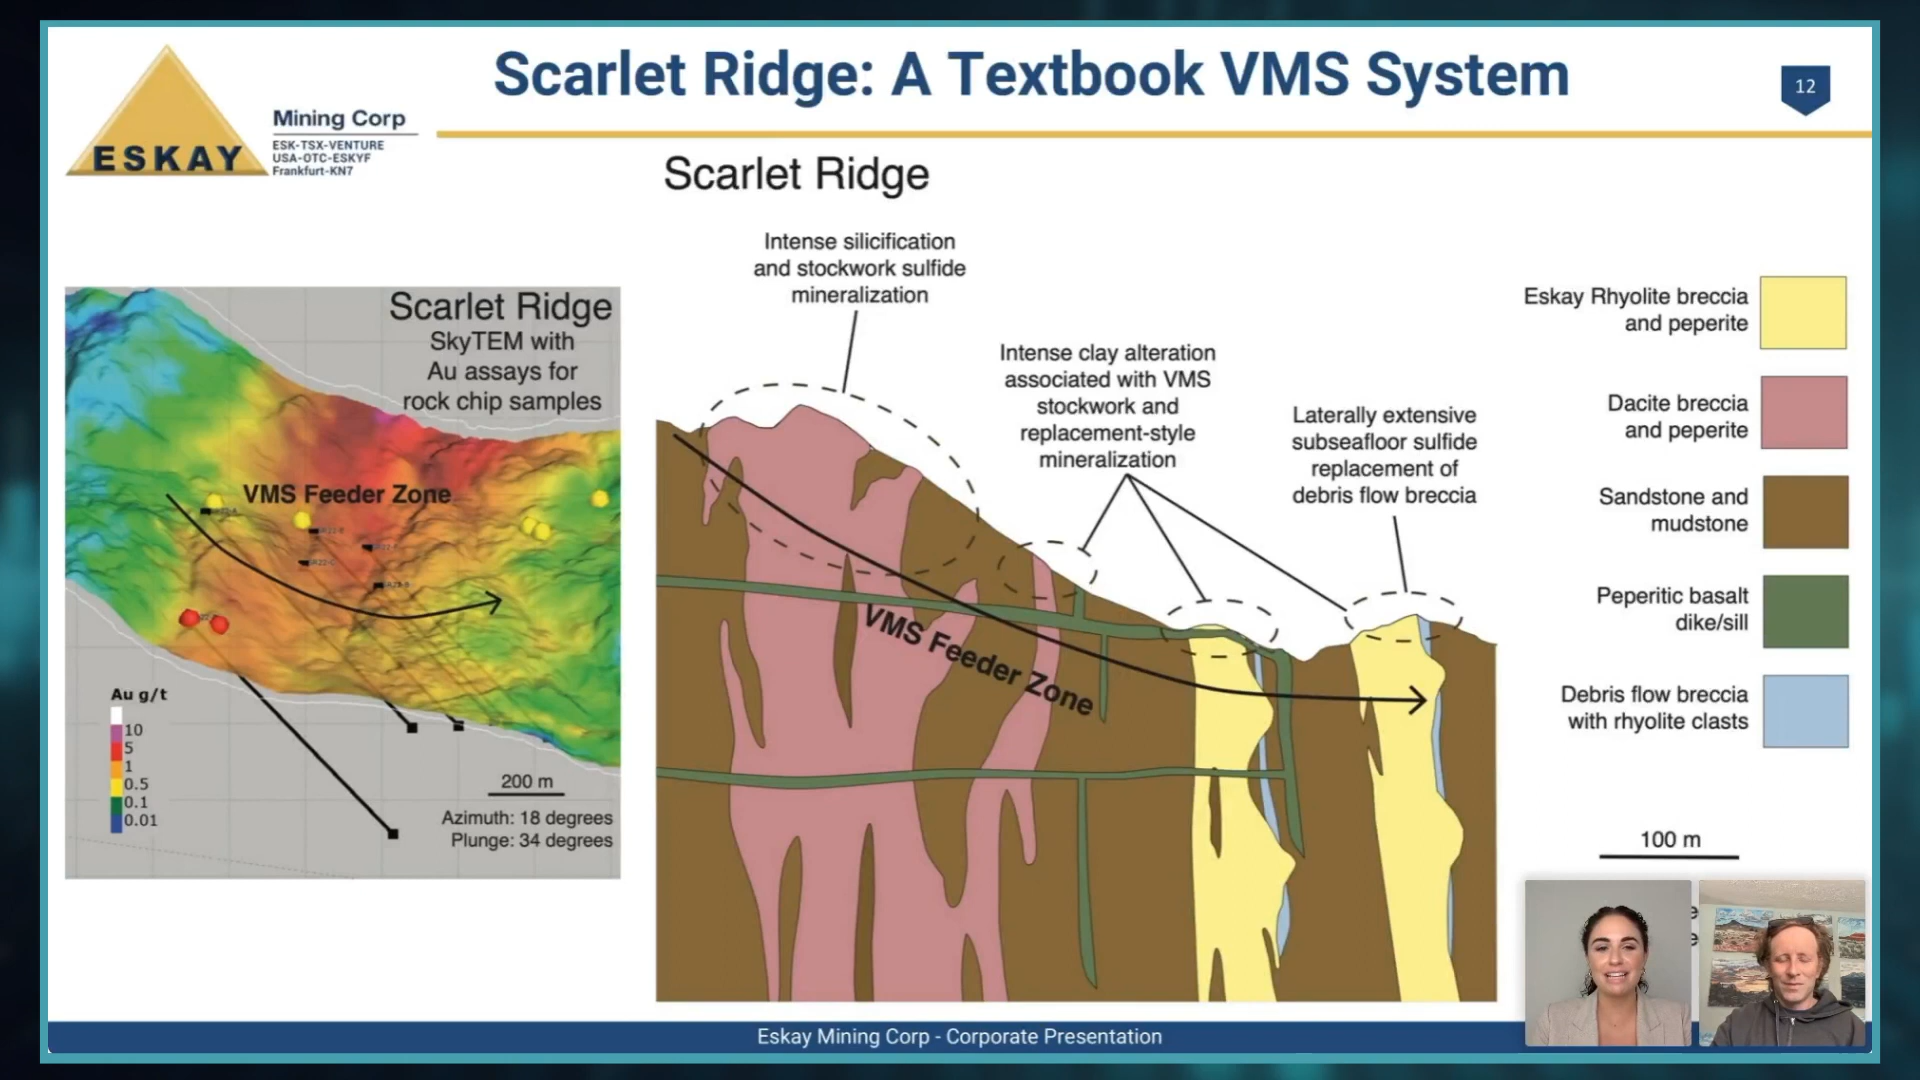 Scarlet Ridge: A Textbook VMS System
12
ESKAY
Mining Corp
ESK-TSX-VENTURE
USA-OTC-ESKYF
Frankfurt-KN7
Scarlet Ridge
Intense silicification
and stockwork sulfide
mineralization
Intense clay alteration
associated with VMS
stockwork and
replacement-style
mineralization
Laterally extensive
subseafloor sulfide
replacement of
debris flow breccia
VMS Feeder Zone
Eskay Rhyolite breccia
and peperite
Dacite breccia
and peperite
Sandstone and
mudstone
Peperitic basalt
dike/sill
Debris flow breccia
with rhyolite clasts
100 m
Scarlet Ridge
SkyTEM with
Au assays for
rock chip samples
VMS Feeder Zone
Au g/t
10
5
1
0.5
0.1
0.01
200 m
Azimuth: 18 degrees
Plunge: 34 degrees
Eskay Mining Corp - Corporate Presentation